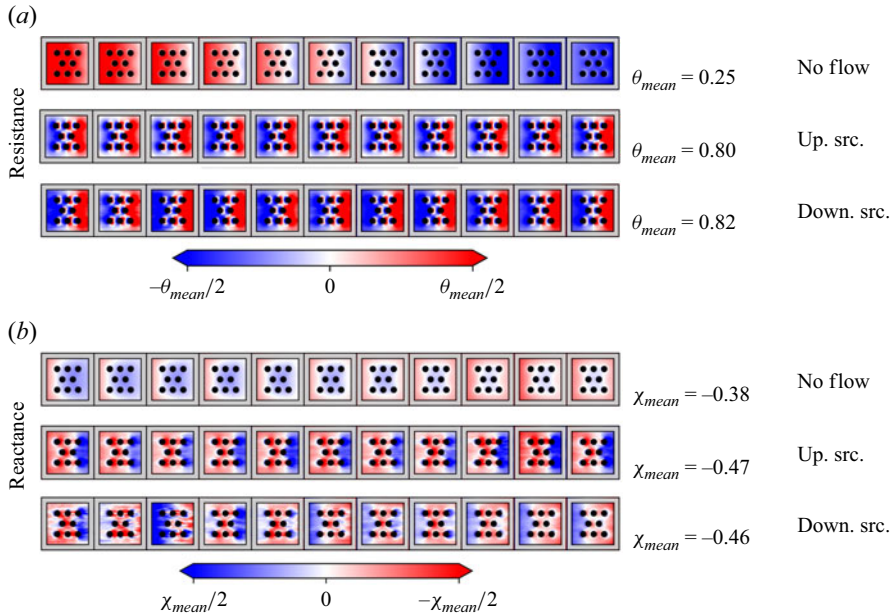 (a)
Resistance
θmean = 0.25
No flow
θmean = 0.80
Up. src.
θmean = 0.82
Down. src.
–θmean/2 0 θmean/2
(b)
Reactance
χmean = –0.38
No flow
χmean = –0.47
Up. src.
χmean = –0.46
Down. src.
χmean/2 0 –χmean/2